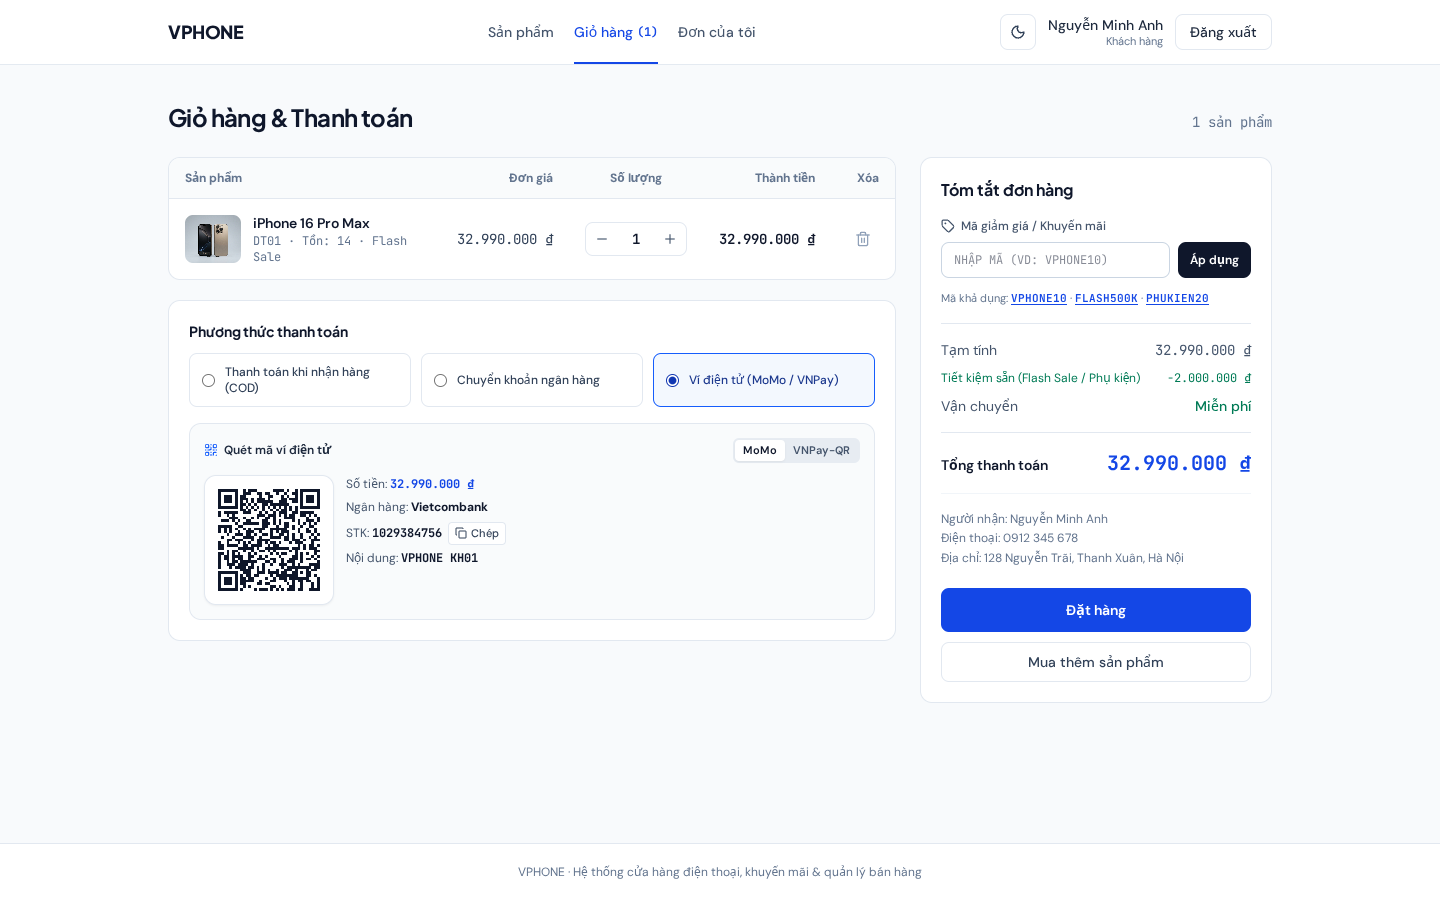 VPHONE
Sản phẩm
Giỏ hàng (1)
Đơn của tôi
Nguyễn Minh Anh
Khách hàng
Đăng xuất
Giỏ hàng & Thanh toán
1 sản phẩm
Sản phẩm
Đơn giá
Số lượng
Thành tiền
Xóa
iPhone 16 Pro Max
DT01 · Tồn: 14 · Flash
Sale
32.990.000 ₫
1
32.990.000 ₫
Phương thức thanh toán
Thanh toán khi nhận hàng
(COD)
Chuyển khoản ngân hàng
Ví điện tử (MoMo / VNPay)
Quét mã ví điện tử
MoMo
VNPay-QR
Số tiền: 32.990.000 ₫
Ngân hàng: Vietcombank
STK: 1029384756
Chép
Nội dung: VPHONE KH01
Tóm tắt đơn hàng
Mã giảm giá / Khuyến mãi
NHẬP MÃ (VD: VPHONE10)
Áp dụng
Mã khả dụng: VPHONE10 · FLASH500K · PHUKIEN20
Tạm tính
32.990.000 ₫
Tiết kiệm sẵn (Flash Sale / Phụ kiện)
-2.000.000 ₫
Vận chuyển
Miễn phí
Tổng thanh toán
32.990.000 ₫
Người nhận: Nguyễn Minh Anh
Điện thoại: 0912 345 678
Địa chỉ: 128 Nguyễn Trãi, Thanh Xuân, Hà Nội
Đặt hàng
Mua thêm sản phẩm
VPHONE · Hệ thống cửa hàng điện thoại, khuyến mãi & quản lý bán hàng